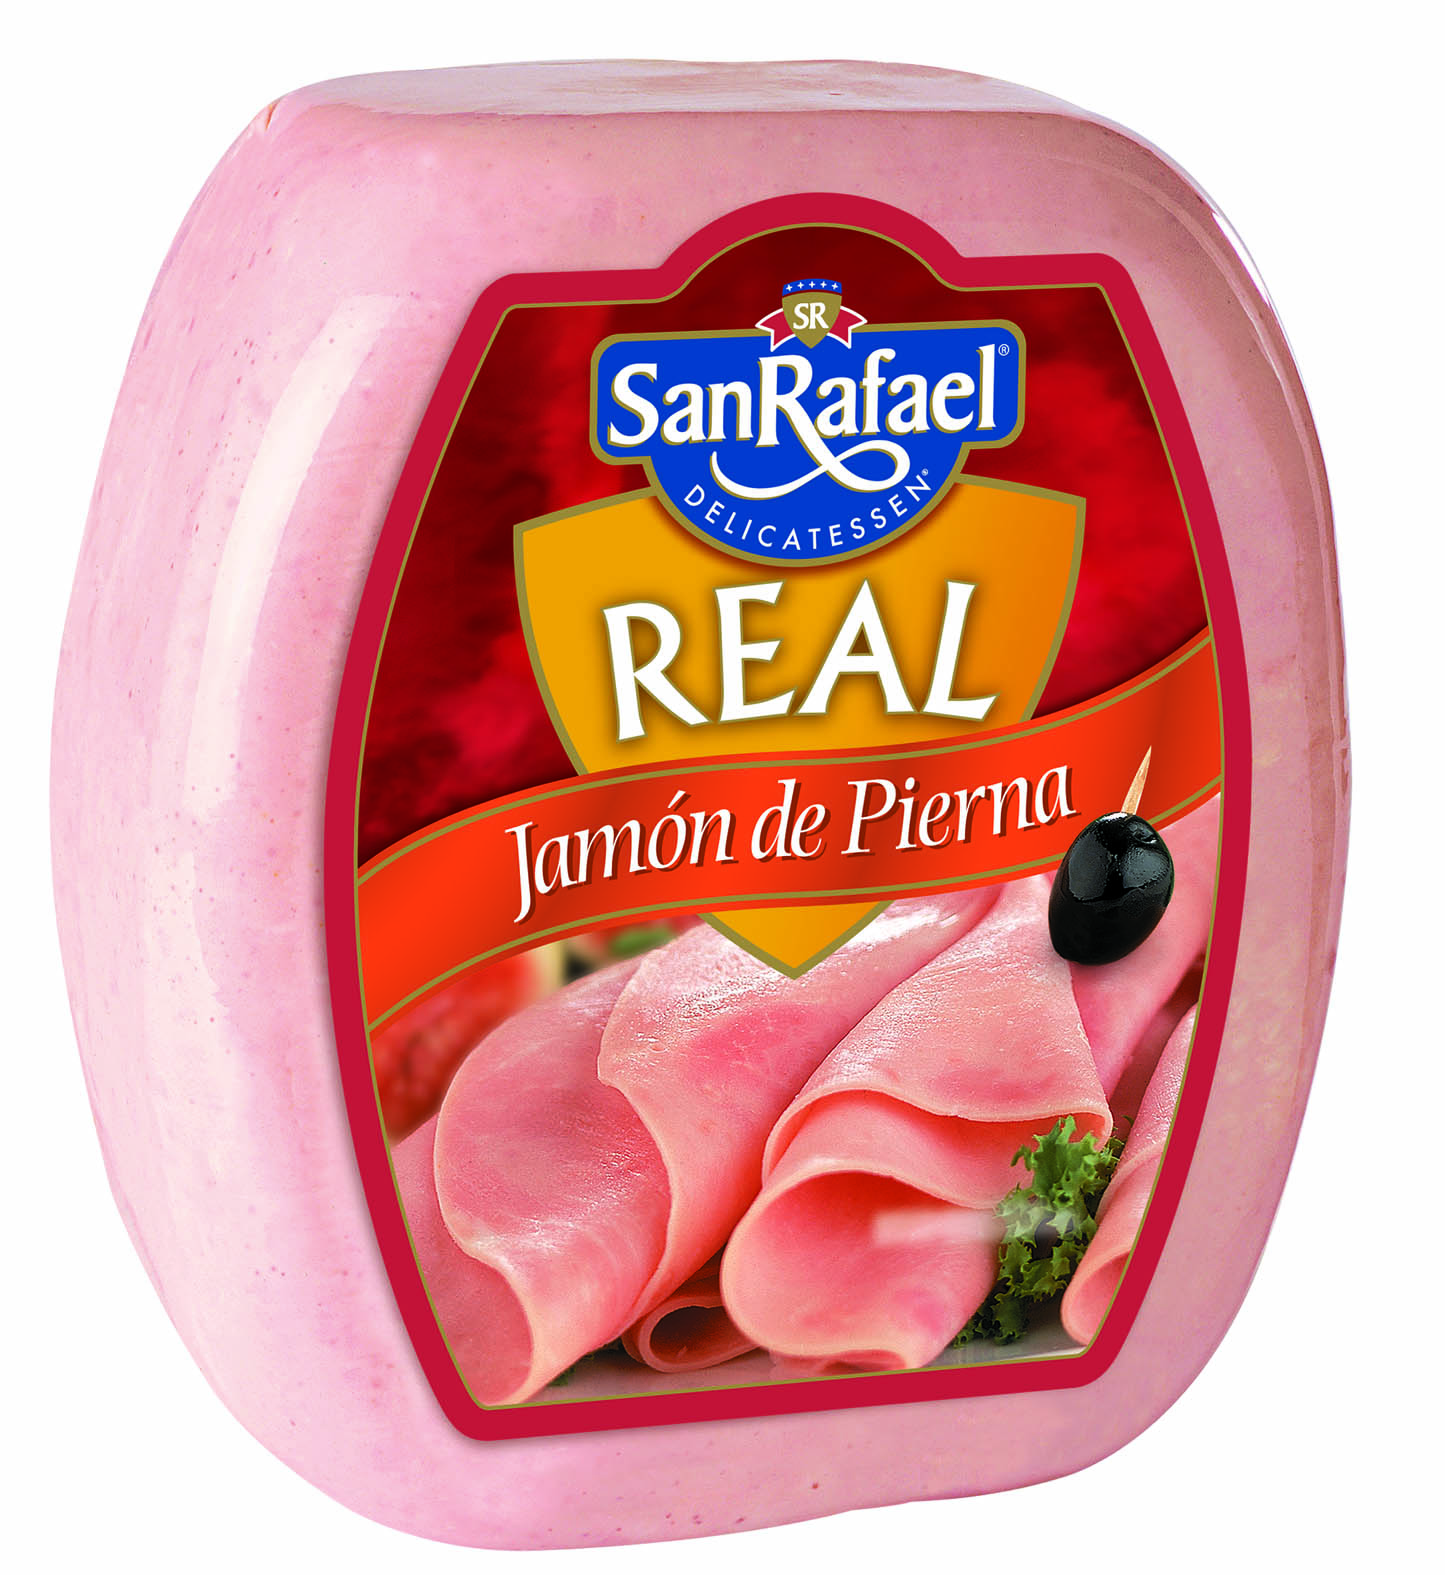 SR
SanRafael®
DELICATESSEN®
REAL
Jamón de Pierna